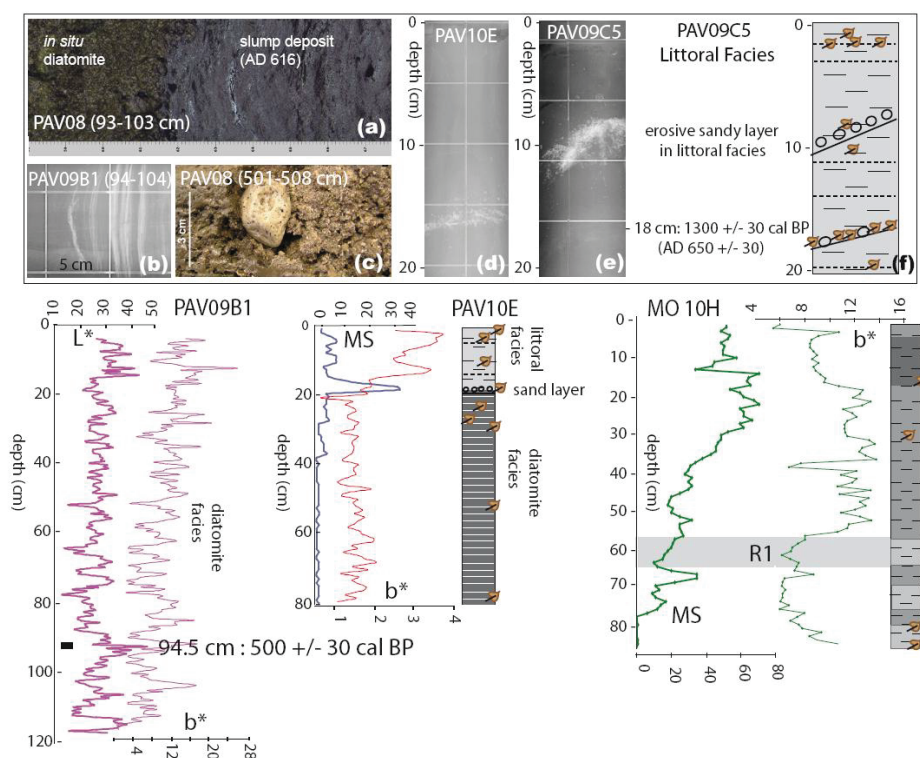 in situ
diatomite
slump deposit
(AD 616)
PAV08 (93-103 cm)
(a)
PAV09B1 (94-104)
5 cm
(b)
PAV08 (501-508 cm)
3 cm
(c)
depth (cm)
0
10
20
PAV10E
(d)
depth (cm)
0
10
20
PAV09C5
(e)
PAV09C5
Littoral Facies
erosive sandy layer
in littoral facies
18 cm: 1300 +/- 30 cal BP
(AD 650 +/- 30)
0
10
20
(f)
10 20 30 40 50
PAV09B1
L*
depth (cm)
0
20
40
60
80
100
120
diatomite
facies
94.5 cm : 500 +/- 30 cal BP
b*
4 12 20 28
0 10 20 30 40
PAV10E
MS
depth (cm)
0
20
40
60
80
littoral
facies
sand layer
diatomite
facies
b*
1 2 3 4
MO 10H
4 8 12 16
b*
depth (cm)
0
10
20
30
40
50
60
70
80
R1
MS
0 20 40 60 80